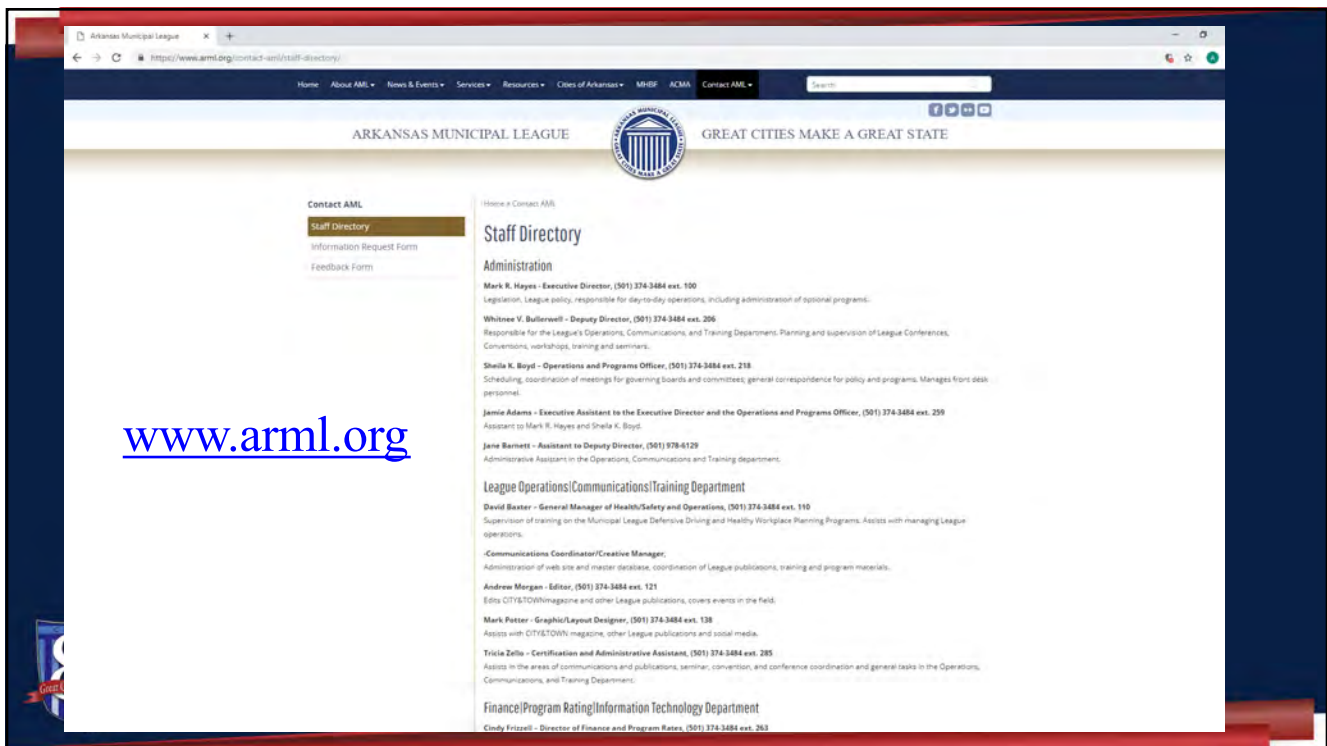 Arkansas Municipal League
https://www.arml.org/contact-aml/staff-directory/
Home About AML News & Events Services Resources Cities of Arkansas MHBF ACMA Contact AML Search
ARKANSAS MUNICIPAL LEAGUE GREAT CITIES MAKE A GREAT STATE
ARKANSAS MUNICIPAL LEAGUE
GREAT CITIES MAKE A GREAT STATE
Contact AML
Staff Directory
Information Request Form
Feedback Form
www.arml.org
Home » Contact AML
Staff Directory
Administration
Mark R. Hayes - Executive Director, (501) 374-3484 ext. 100
Legislation, League policy, responsible for day-to-day operations, including administration of optional programs.
Whitnee V. Bullerwell – Deputy Director, (501) 374-3484 ext. 206
Responsible for the League's Operations, Communications, and Training Department. Planning and supervision of League Conferences,
Conventions, workshops, training and seminars.
Sheila K. Boyd – Operations and Programs Officer, (501) 374-3484 ext. 218
Scheduling, coordination of meetings for governing boards and committees; general correspondence for policy and programs. Manages front desk
personnel.
Jamie Adams – Executive Assistant to the Executive Director and the Operations and Programs Officer, (501) 374-3484 ext. 259
Assistant to Mark R. Hayes and Sheila K. Boyd.
Jane Barnett – Assistant to Deputy Director, (501) 978-6129
Administrative Assistant in the Operations, Communications and Training department.
League Operations|Communications|Training Department
David Baxter – General Manager of Health/Safety and Operations, (501) 374-3484 ext. 110
Supervision of training on the Municipal League Defensive Driving and Healthy Workplace Planning Programs. Assists with managing League
operations.
-Communications Coordinator/Creative Manager,
Administration of web site and master database, coordination of League publications, training and program materials.
Andrew Morgan - Editor, (501) 374-3484 ext. 121
Edits CITY&TOWNmagazine and other League publications, covers events in the field.
Mark Potter - Graphic/Layout Designer, (501) 374-3484 ext. 138
Assists with CITY&TOWN magazine, other League publications and social media.
Tricia Zello – Certification and Administrative Assistant, (501) 374-3484 ext. 285
Assists in the areas of communications and publications, seminar, convention, and conference coordination and general tasks in the Operations,
Communications, and Training Department.
Finance|Program Rating|Information Technology Department
Cindy Frizzell – Director of Finance and Program Rates, (501) 374-3484 ext. 263
Great